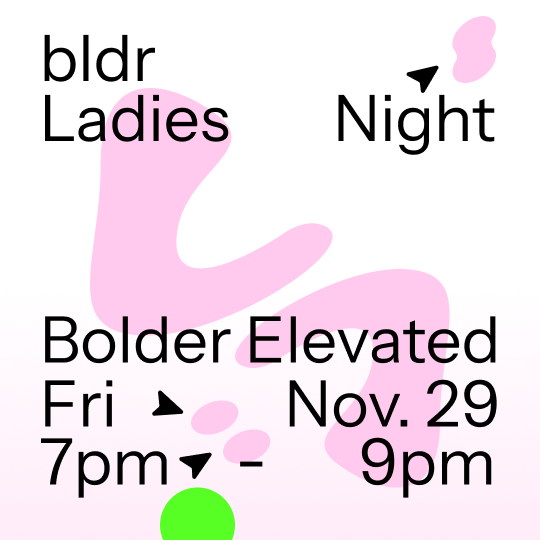 bldr
Ladies Night
Bolder Elevated
Fri Nov. 29
7pm - 9pm